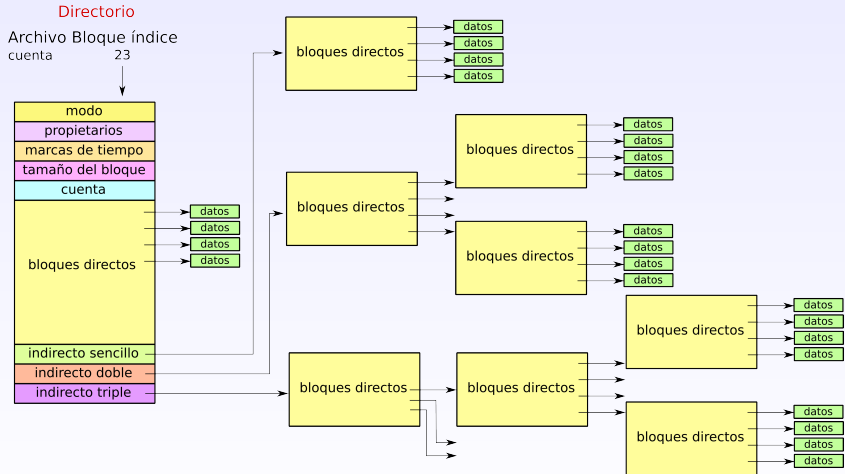 Directorio
Archivo Bloque índice
cuenta 23
modo
propietarios
marcas de tiempo
tamaño del bloque
cuenta
bloques directos
datos
datos
datos
datos
indirecto sencillo
indirecto doble
indirecto triple
bloques directos
datos
datos
datos
datos
bloques directos
bloques directos
datos
datos
datos
datos
bloques directos
datos
datos
datos
datos
bloques directos
bloques directos
bloques directos
datos
datos
datos
datos
bloques directos
datos
datos
datos
datos